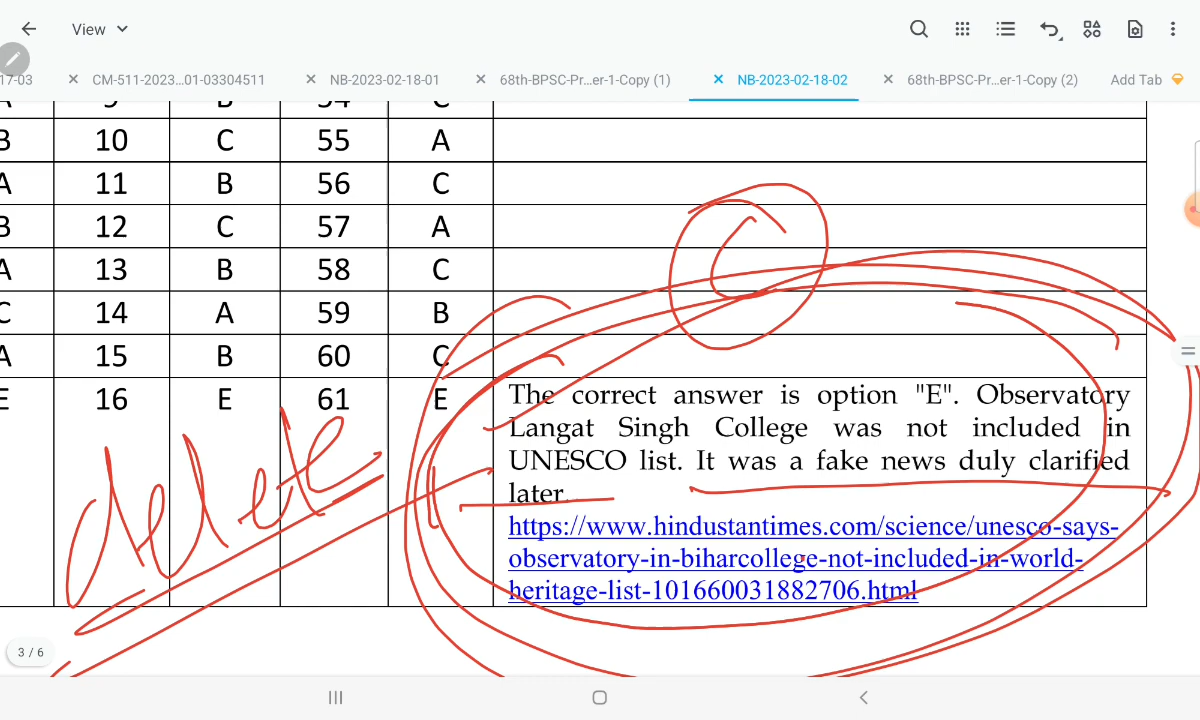 View
17-03
CM-511-2023...01-03304511
NB-2023-02-18-01
68th-BPSC-Pr...er-1-Copy (1)
NB-2023-02-18-02
68th-BPSC-Pr...er-1-Copy (2)
Add Tab
A 9 B 54 C
B 10 C 55 A
A 11 B 56 C
B 12 C 57 A
A 13 B 58 C
C 14 A 59 B
A 15 B 60 C
E 16 E 61 E
The correct answer is option "E". Observatory
Langat Singh College was not included in
UNESCO list. It was a fake news duly clarified
later.
https://www.hindustantimes.com/science/unesco-says-
observatory-in-biharcollege-not-included-in-world-
heritage-list-101660031882706.html
C
delete
3 / 6